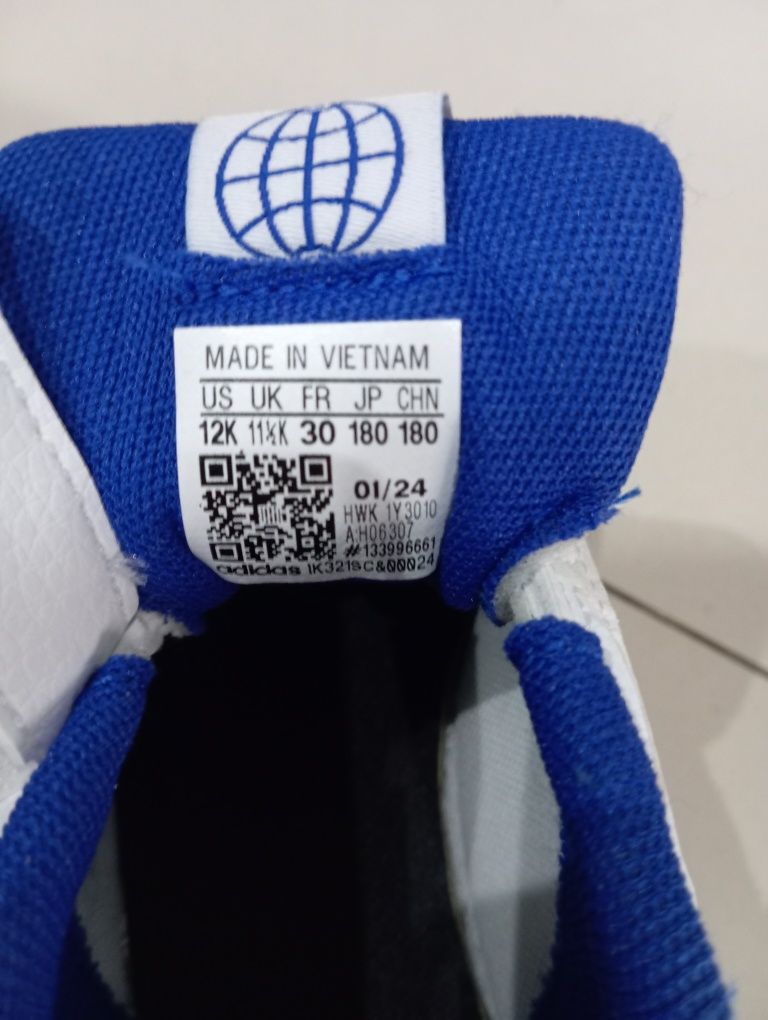 MADE IN VIETNAM
US UK FR JP CHN
12K 11½K 30 180 180
01/24
HWK 1Y3010
A:H06307
#133996661
adidas IK321SC&00024